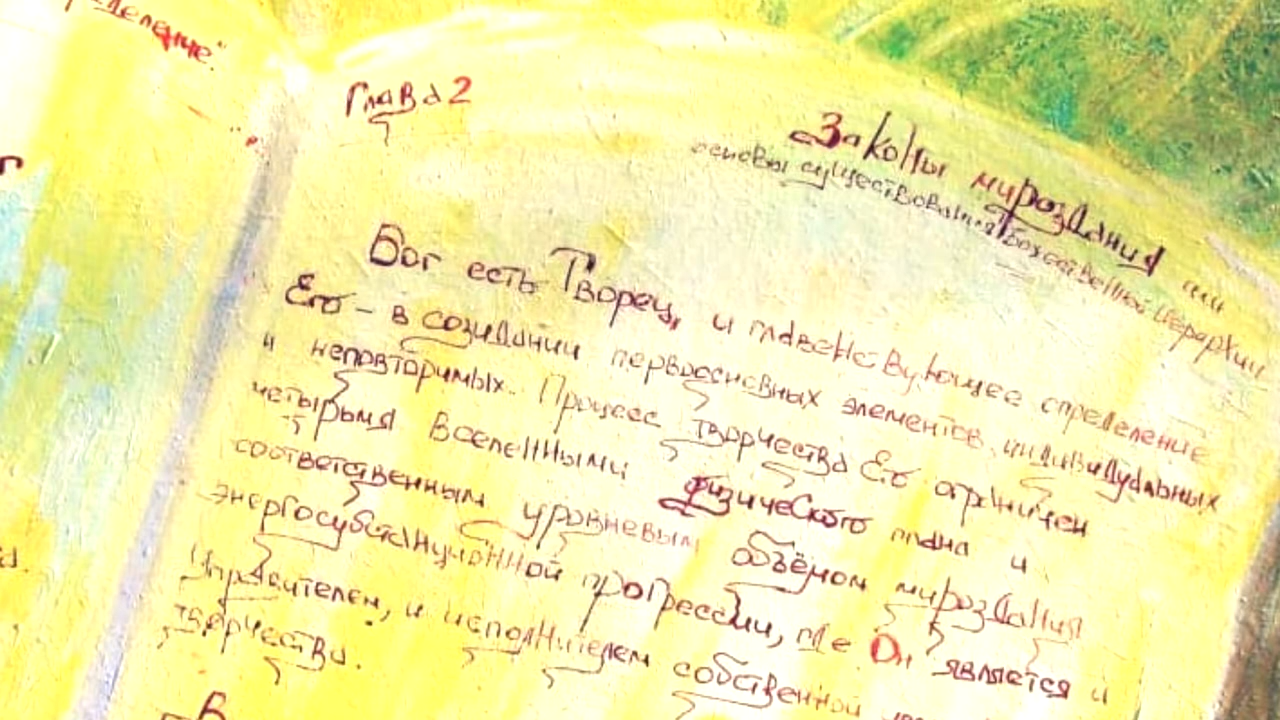 Глава 2
Законы мироздания или
основы существования Божественной Иерархии
Бог есть Творец, и главенствующее определение
Его – в созидании первоосновных элементов индивидуальных
и неповторимых. Процесс творчества Его ограничен
четырьмя Вселенными физического плана и
соответственным уровневым объёмом мироздания
энергосубстанционной прогрессии, где Он является и
Управителем, и исполнителем собственной
творчества.
В